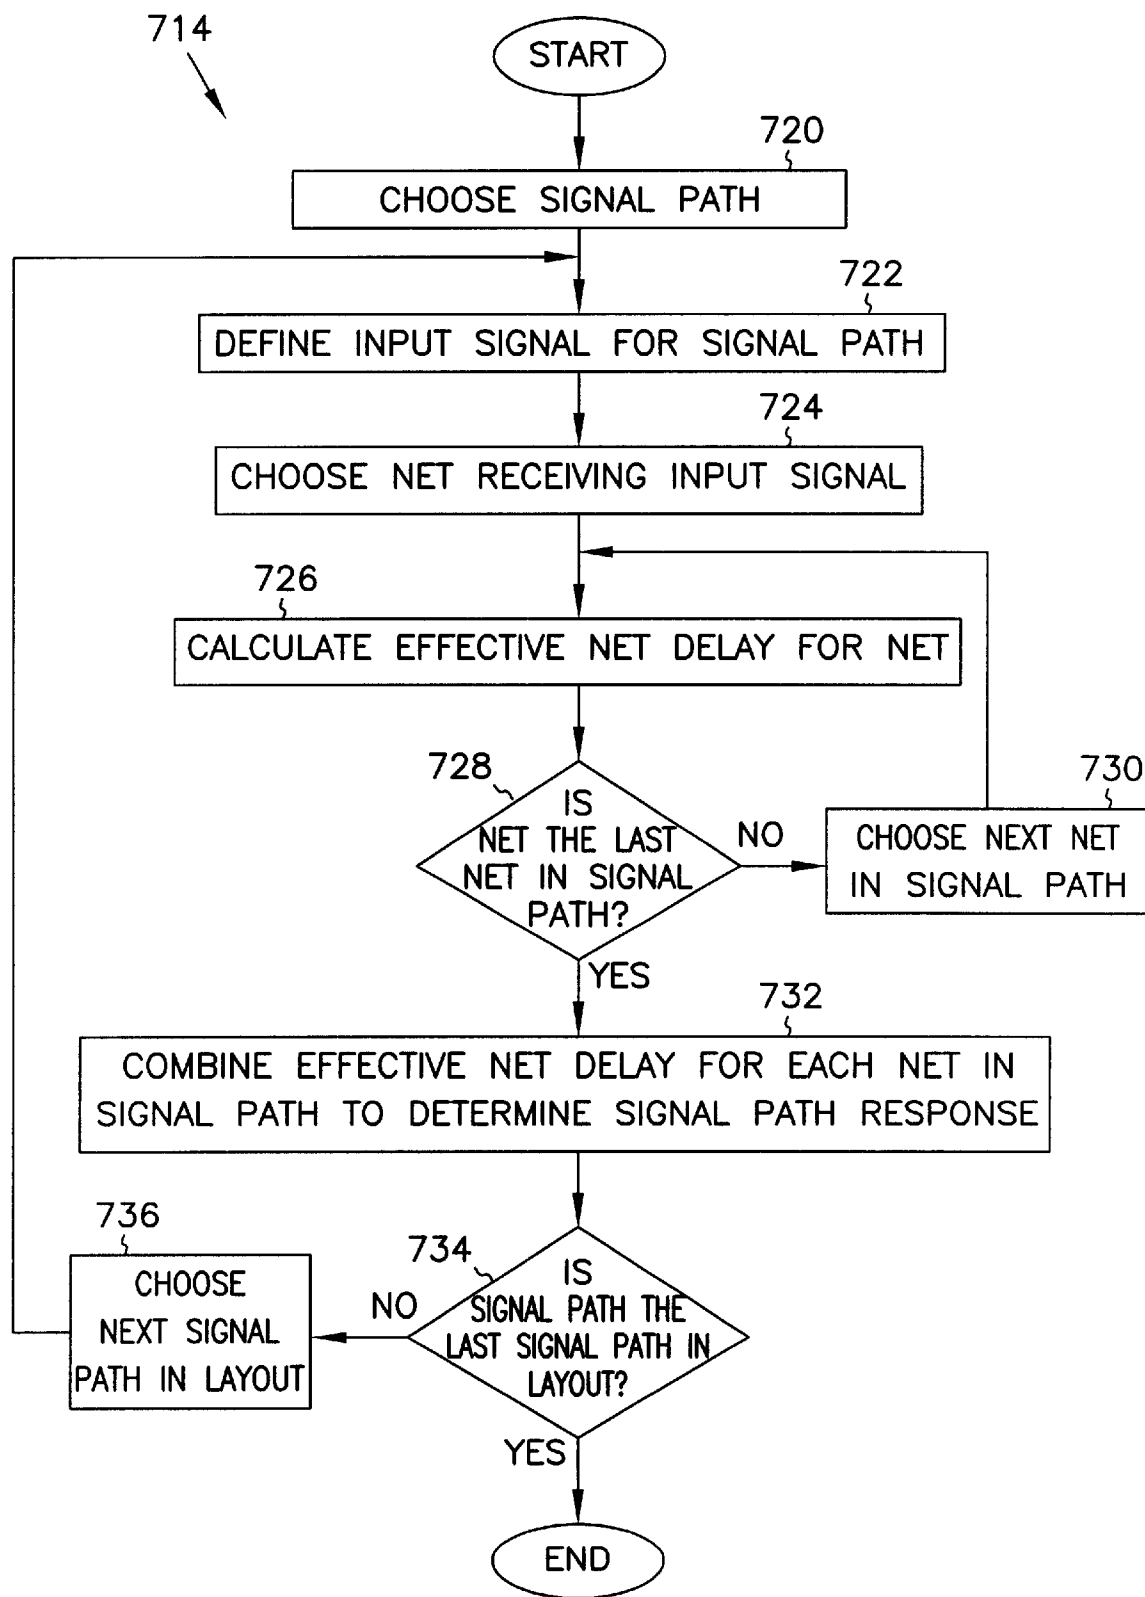 714
START
720
CHOOSE SIGNAL PATH
722
DEFINE INPUT SIGNAL FOR SIGNAL PATH
724
CHOOSE NET RECEIVING INPUT SIGNAL
726
CALCULATE EFFECTIVE NET DELAY FOR NET
728
IS
NET THE LAST
NET IN SIGNAL
PATH?
NO
730
CHOOSE NEXT NET
IN SIGNAL PATH
YES
732
COMBINE EFFECTIVE NET DELAY FOR EACH NET IN
SIGNAL PATH TO DETERMINE SIGNAL PATH RESPONSE
734
IS
SIGNAL PATH THE
LAST SIGNAL PATH IN
LAYOUT?
NO
736
CHOOSE
NEXT SIGNAL
PATH IN LAYOUT
YES
END